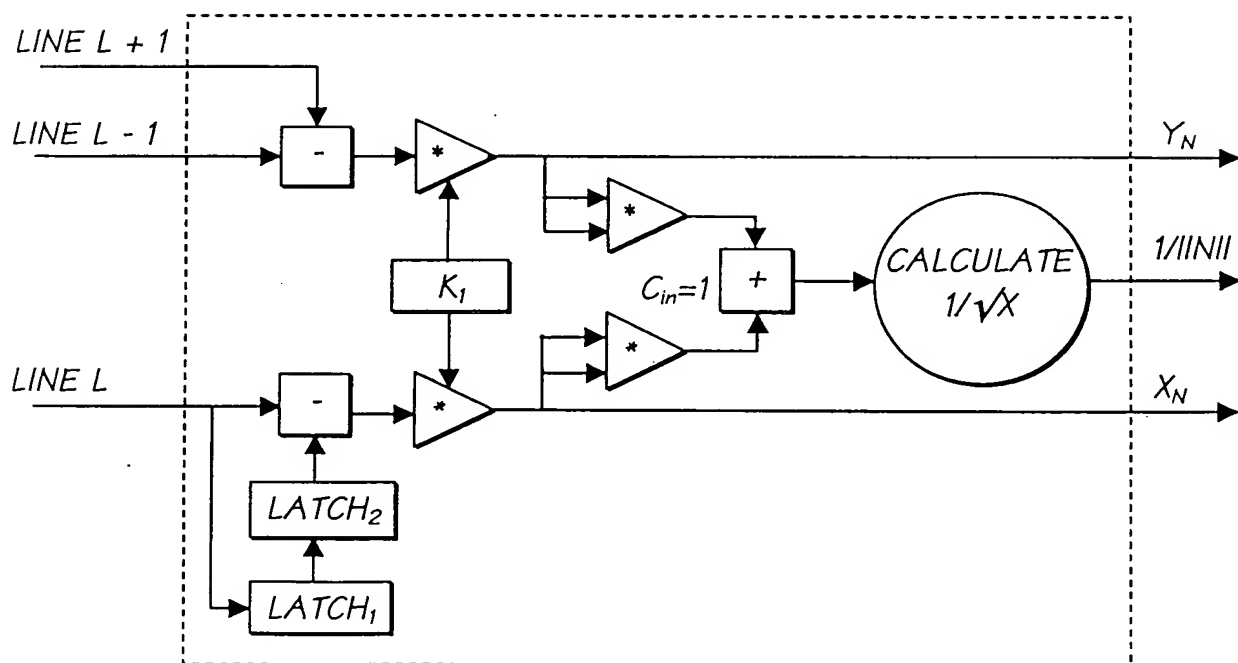 LINE L + 1
LINE L - 1
-
*
Y_N
*
CALCULATE
1/√X
1/||N||
K_1
C_in=1
+
*
LINE L
-
*
X_N
LATCH_2
LATCH_1